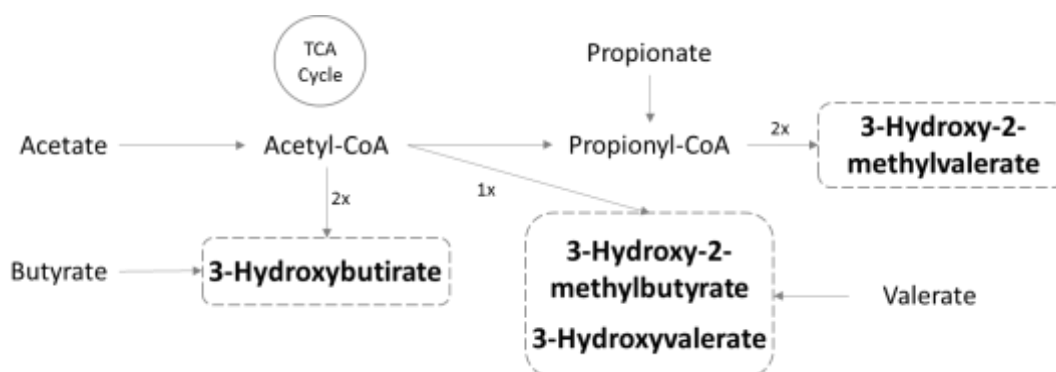 TCA
Cycle
Propionate
Acetate
Acetyl-CoA
Propionyl-CoA
2x
3-Hydroxy-2-
methylvalerate
2x
1x
Butyrate
3-Hydroxybutirate
3-Hydroxy-2-
methylbutyrate
3-Hydroxyvalerate
Valerate